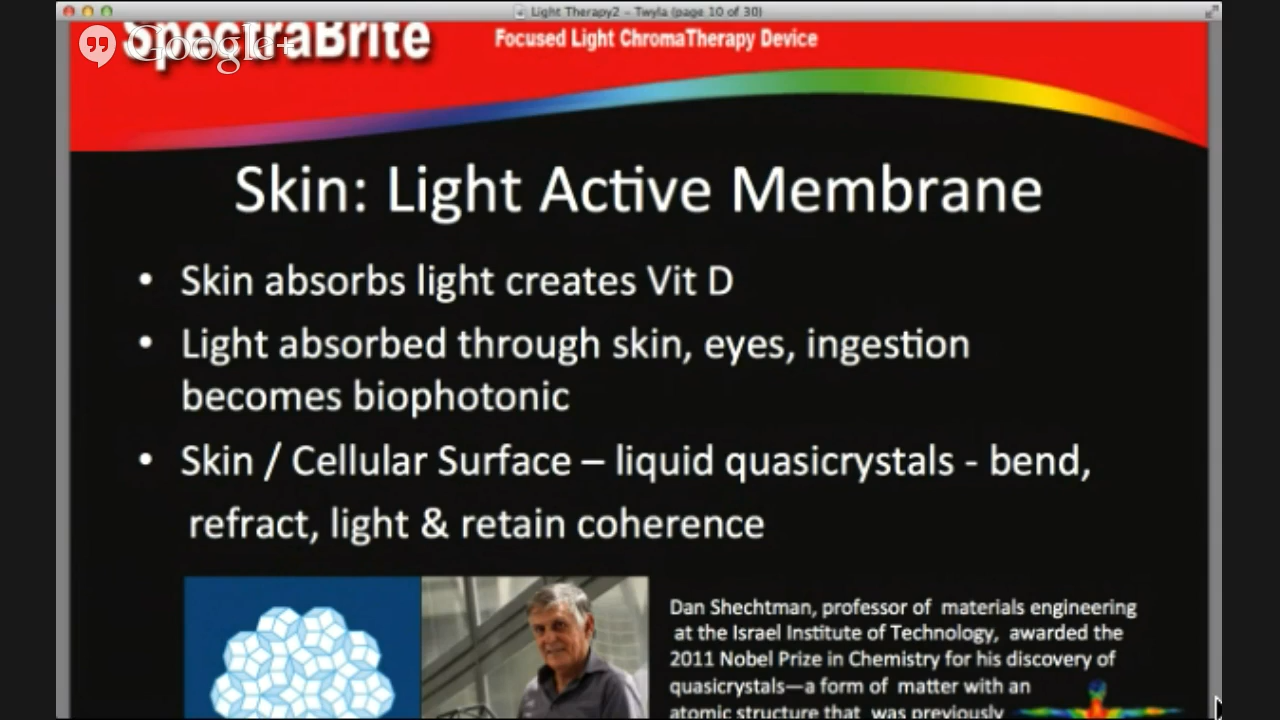 Light Therapy2 – Twyla (page 10 of 30)
Google+
SpectraBrite
Focused Light ChromaTherapy Device
Skin: Light Active Membrane
• Skin absorbs light creates Vit D
• Light absorbed through skin, eyes, ingestion
becomes biophotonic
• Skin / Cellular Surface – liquid quasicrystals - bend,
refract, light & retain coherence
Dan Shechtman, professor of materials engineering
at the Israel Institute of Technology, awarded the
2011 Nobel Prize in Chemistry for his discovery of
quasicrystals—a form of matter with an
atomic structure that was previously